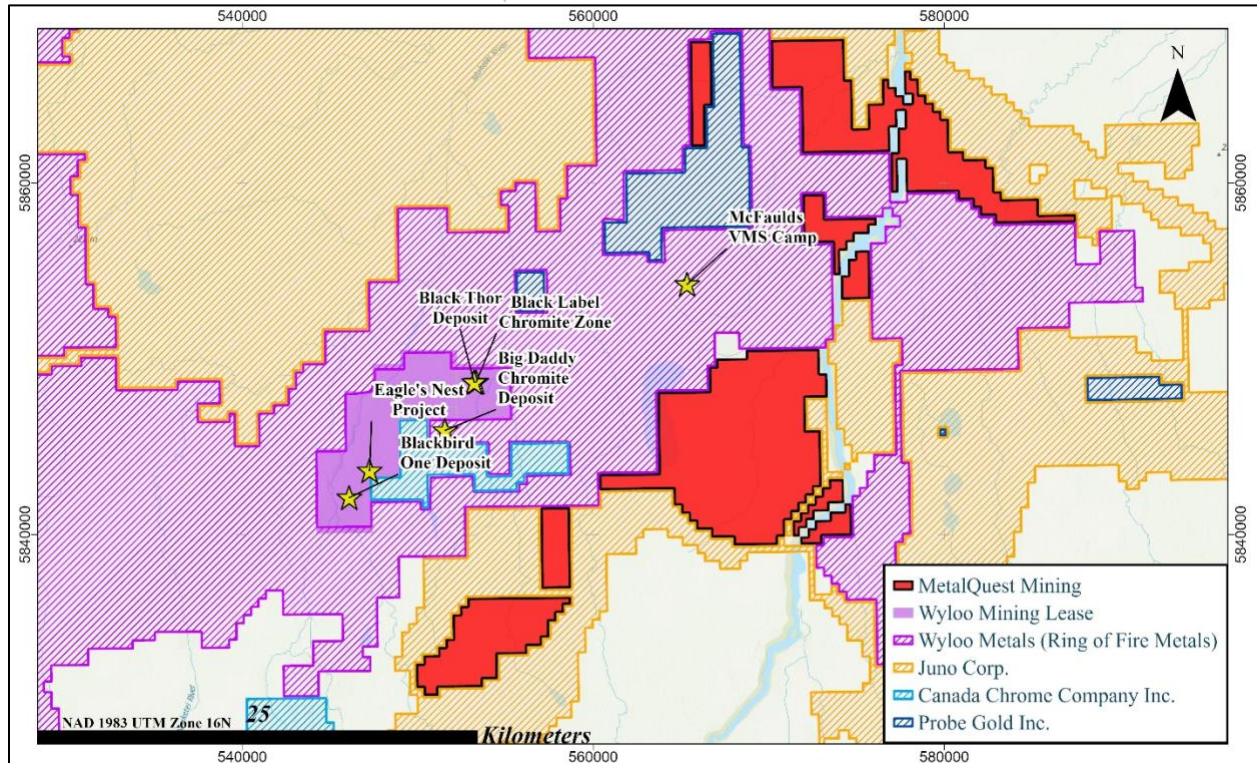 540000
560000
580000
N
5860000
5860000
McFaulds
VMS Camp
Black Thor
Deposit
Black Label
Chromite Zone
Big Daddy
Chromite
Deposit
Eagle's Nest
Project
Blackbird
One Deposit
5840000
5840000
MetalQuest Mining
Wyloo Mining Lease
Wyloo Metals (Ring of Fire Metals)
Juno Corp.
Canada Chrome Company Inc.
Probe Gold Inc.
NAD 1983 UTM Zone 16N
25
Kilometers
540000
560000
580000